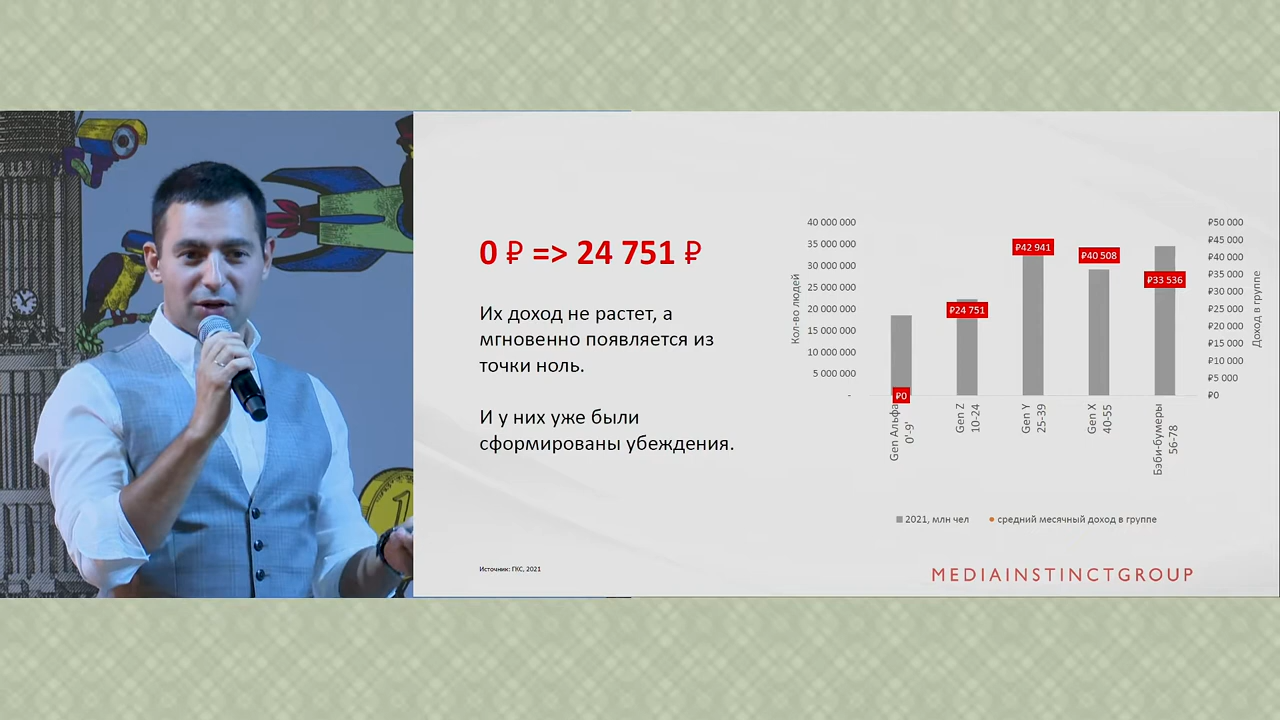 0 ₽ => 24 751 ₽
Их доход не растет, а
мгновенно появляется из
точки ноль.
И у них уже были
сформированы убеждения.
Источник: ГКС, 2021
Кол-во людей
40 000 000
35 000 000
30 000 000
25 000 000
20 000 000
15 000 000
10 000 000
5 000 000
-
₽0
₽24 751
₽42 941
₽40 508
₽33 536
₽50 000
₽45 000
₽40 000
₽35 000
₽30 000
₽25 000
₽20 000
₽15 000
₽10 000
₽5 000
₽0
Доход в группе
Gen Альфа
0'-9'
Gen Z
10-24
Gen Y
25-39
Gen X
40-55
Бэби-бумеры
56-78
2021, млн чел
средний месячный доход в группе
MEDIAINSTINCTGROUP